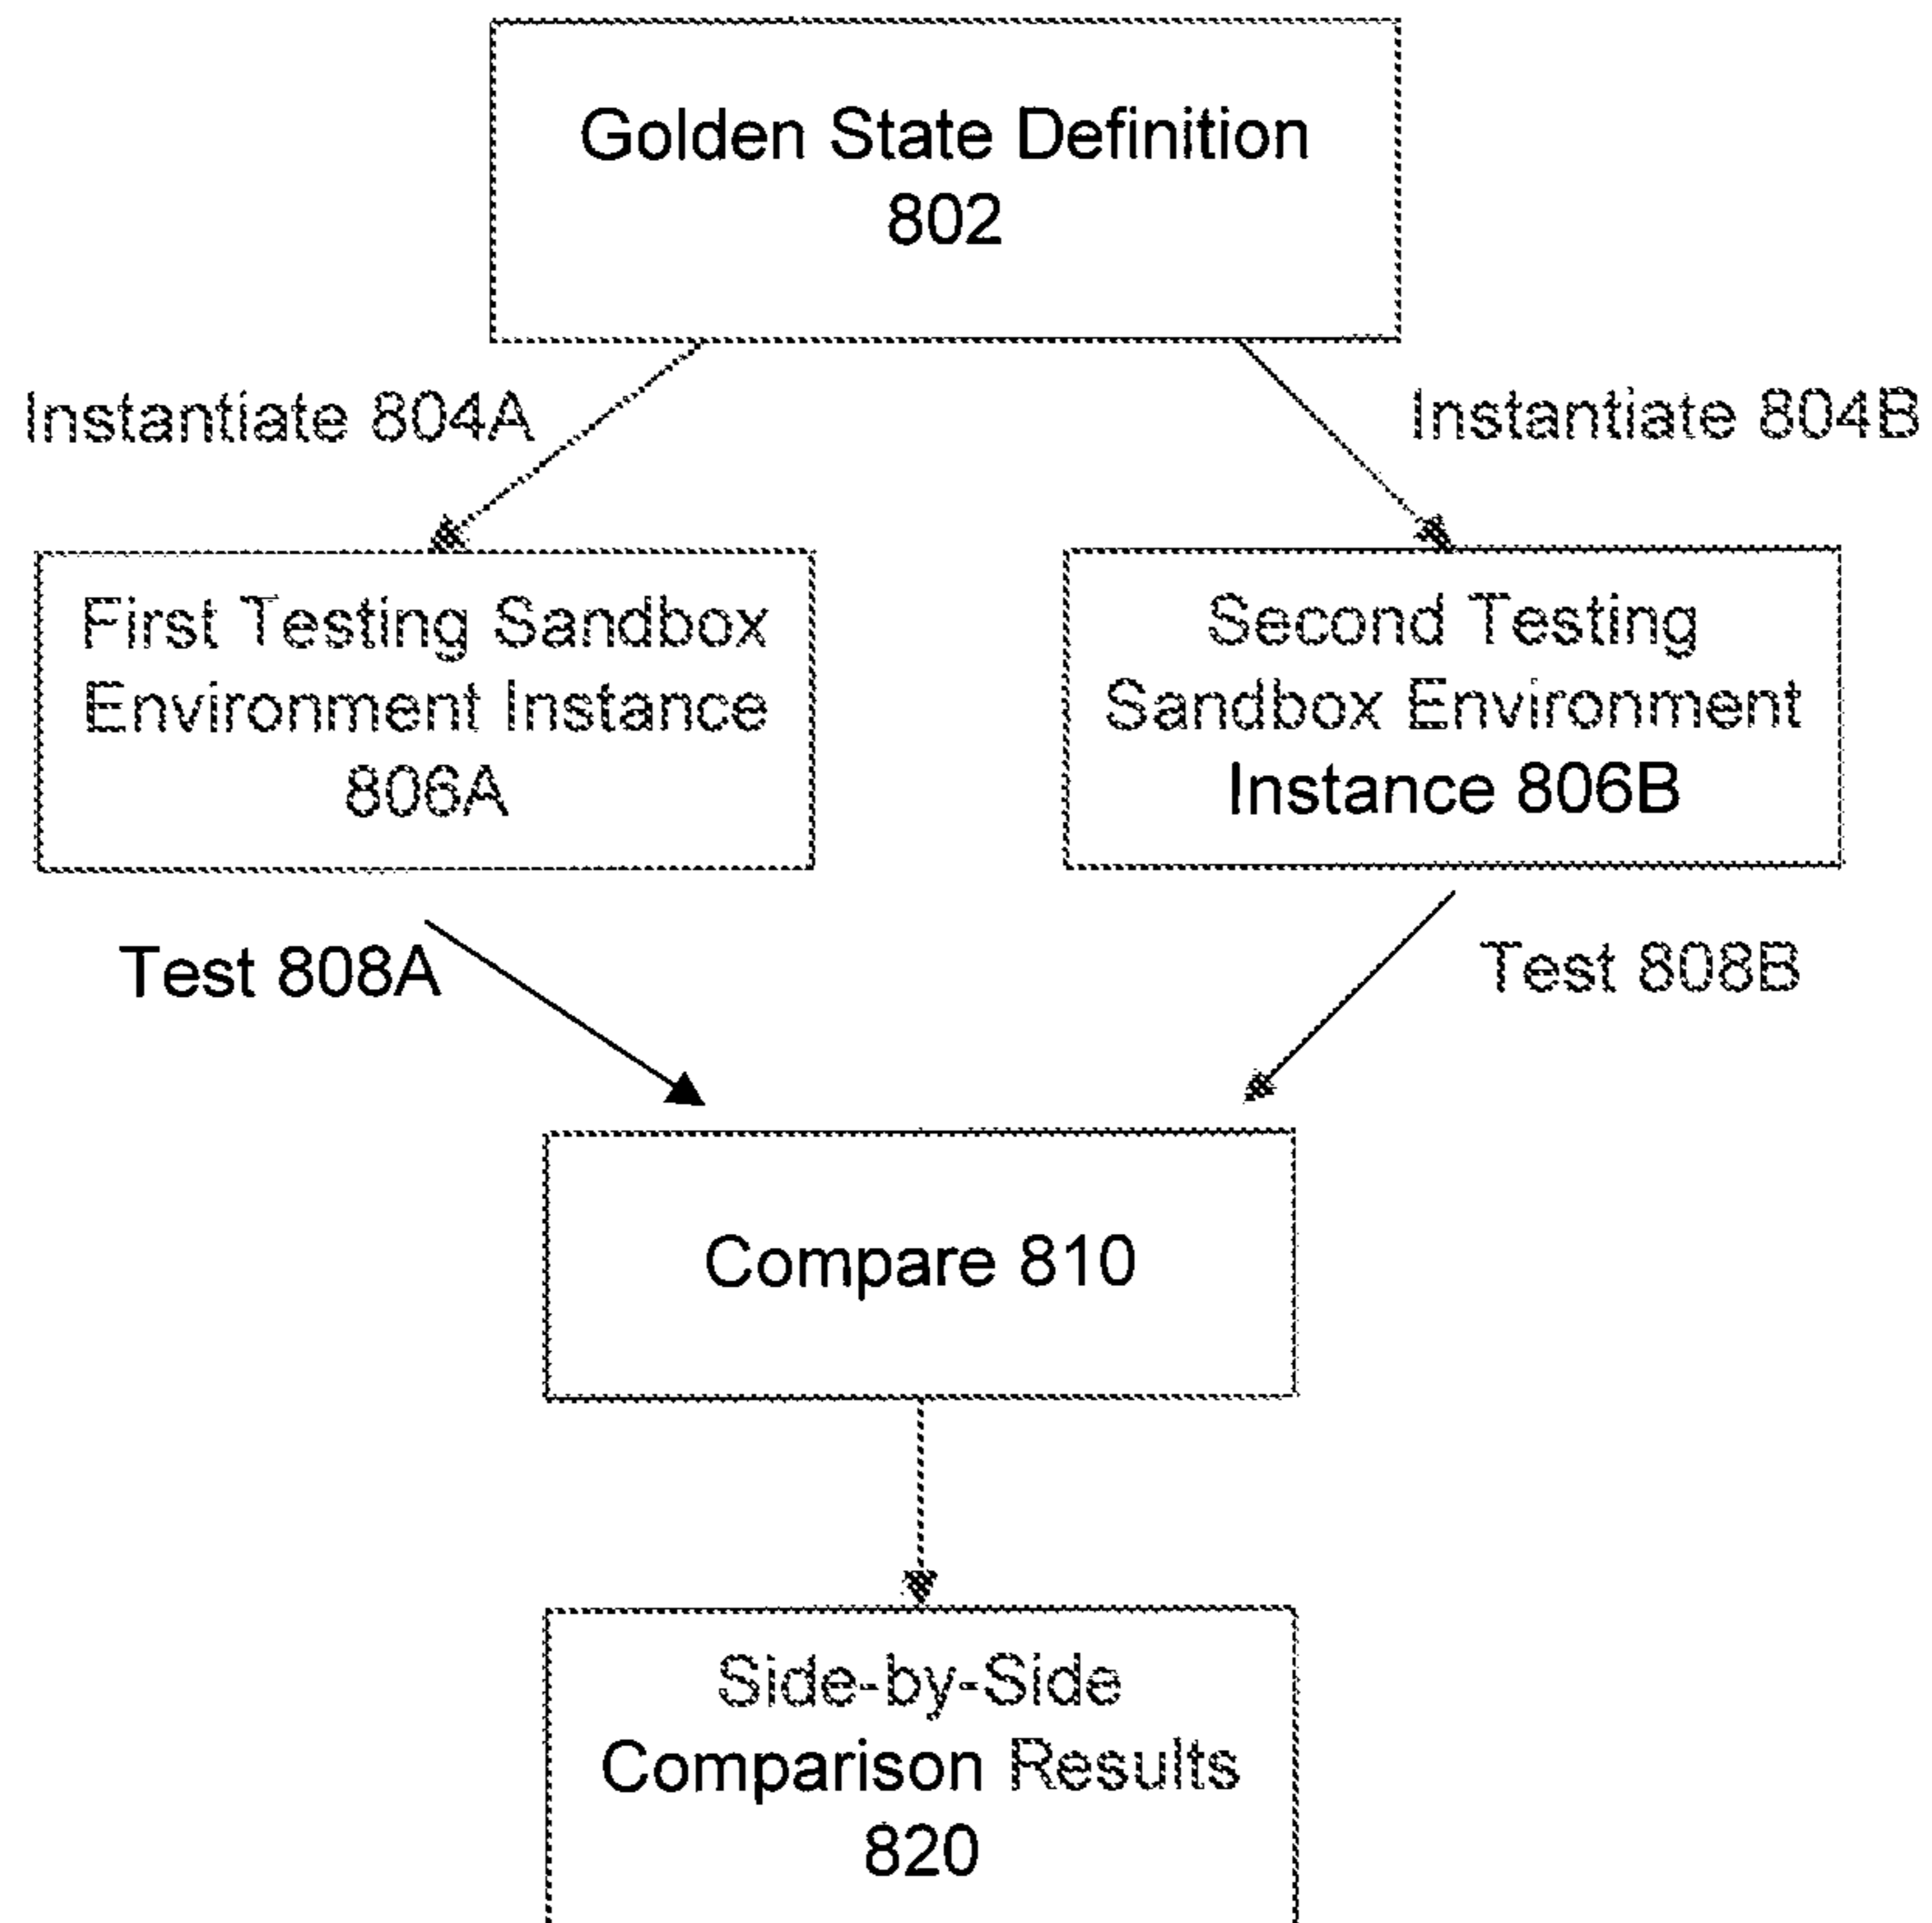 Golden State Definition
802
Instantiate 804A
Instantiate 804B
First Testing Sandbox
Environment Instance
806A
Second Testing
Sandbox Environment
Instance 806B
Test 808A
Test 808B
Compare 810
Side-by-Side
Comparison Results
820